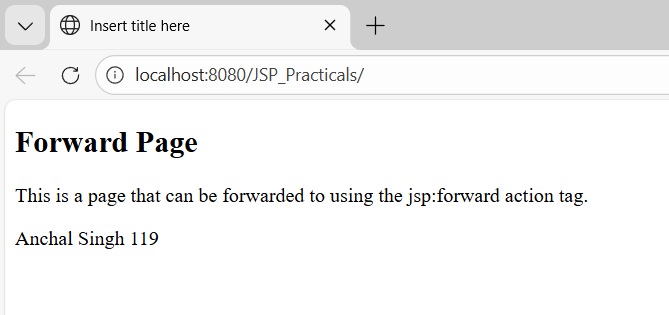 Insert title here
localhost:8080/JSP_Practicals/
Forward Page
This is a page that can be forwarded to using the jsp:forward action tag.
Anchal Singh 119